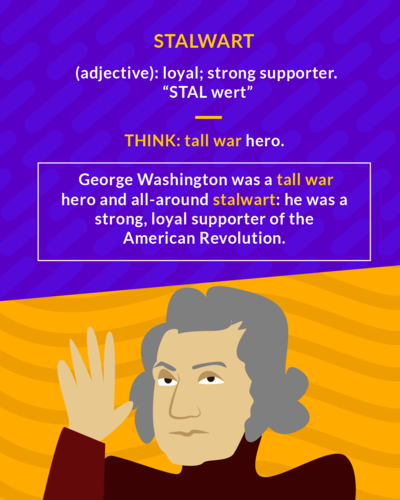 STALWART
(adjective): loyal; strong supporter.
“STAL wert”
THINK: tall war hero.
George Washington was a tall war
hero and all-around stalwart: he was a
strong, loyal supporter of the
American Revolution.